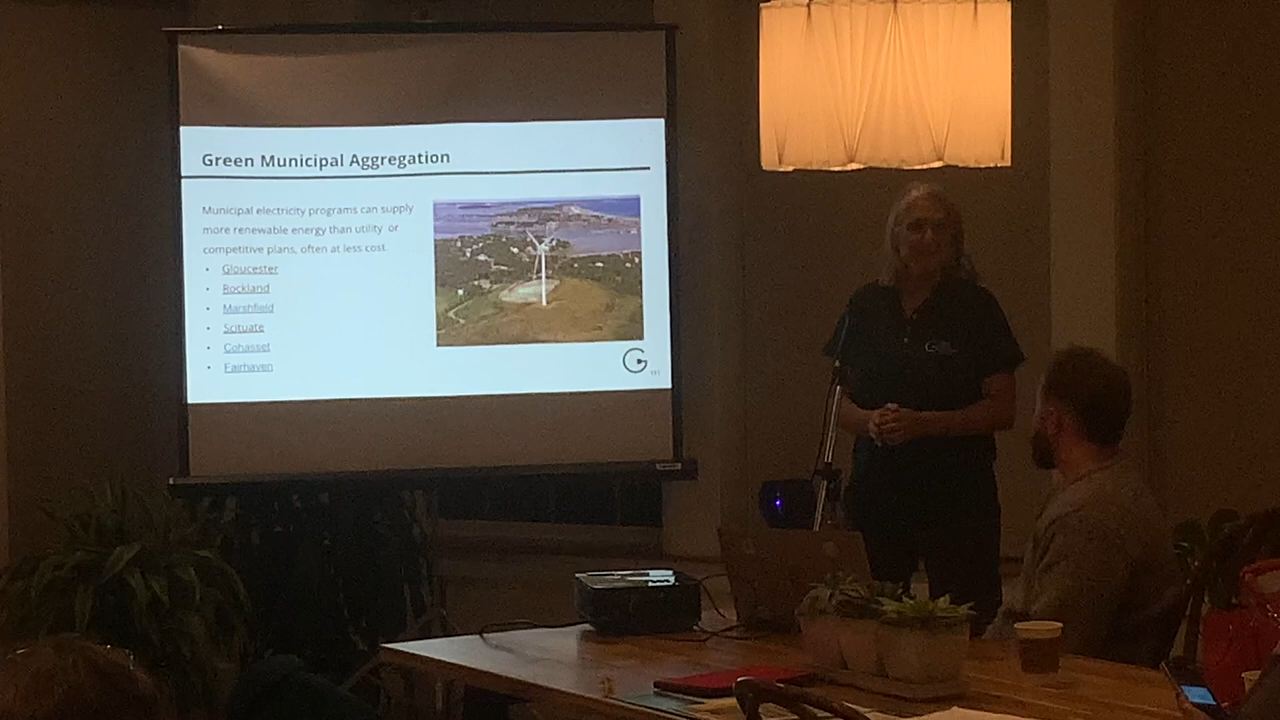 Green Municipal Aggregation
Municipal electricity programs can supply
more renewable energy than utility or
competitive plans, often at less cost.
• Gloucester
• Rockland
• Marshfield
• Scituate
• Cohasset
• Fairhaven
G